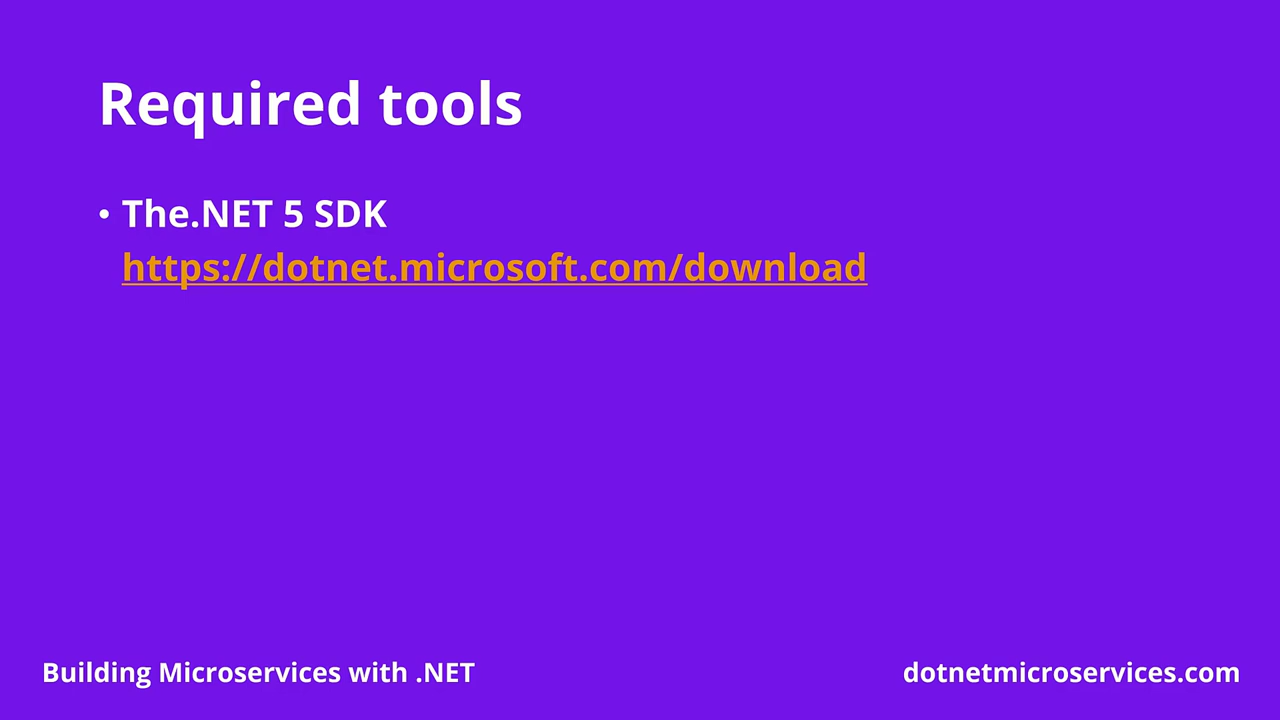 Required tools
• The.NET 5 SDK
https://dotnet.microsoft.com/download
Building Microservices with .NET
dotnetmicroservices.com